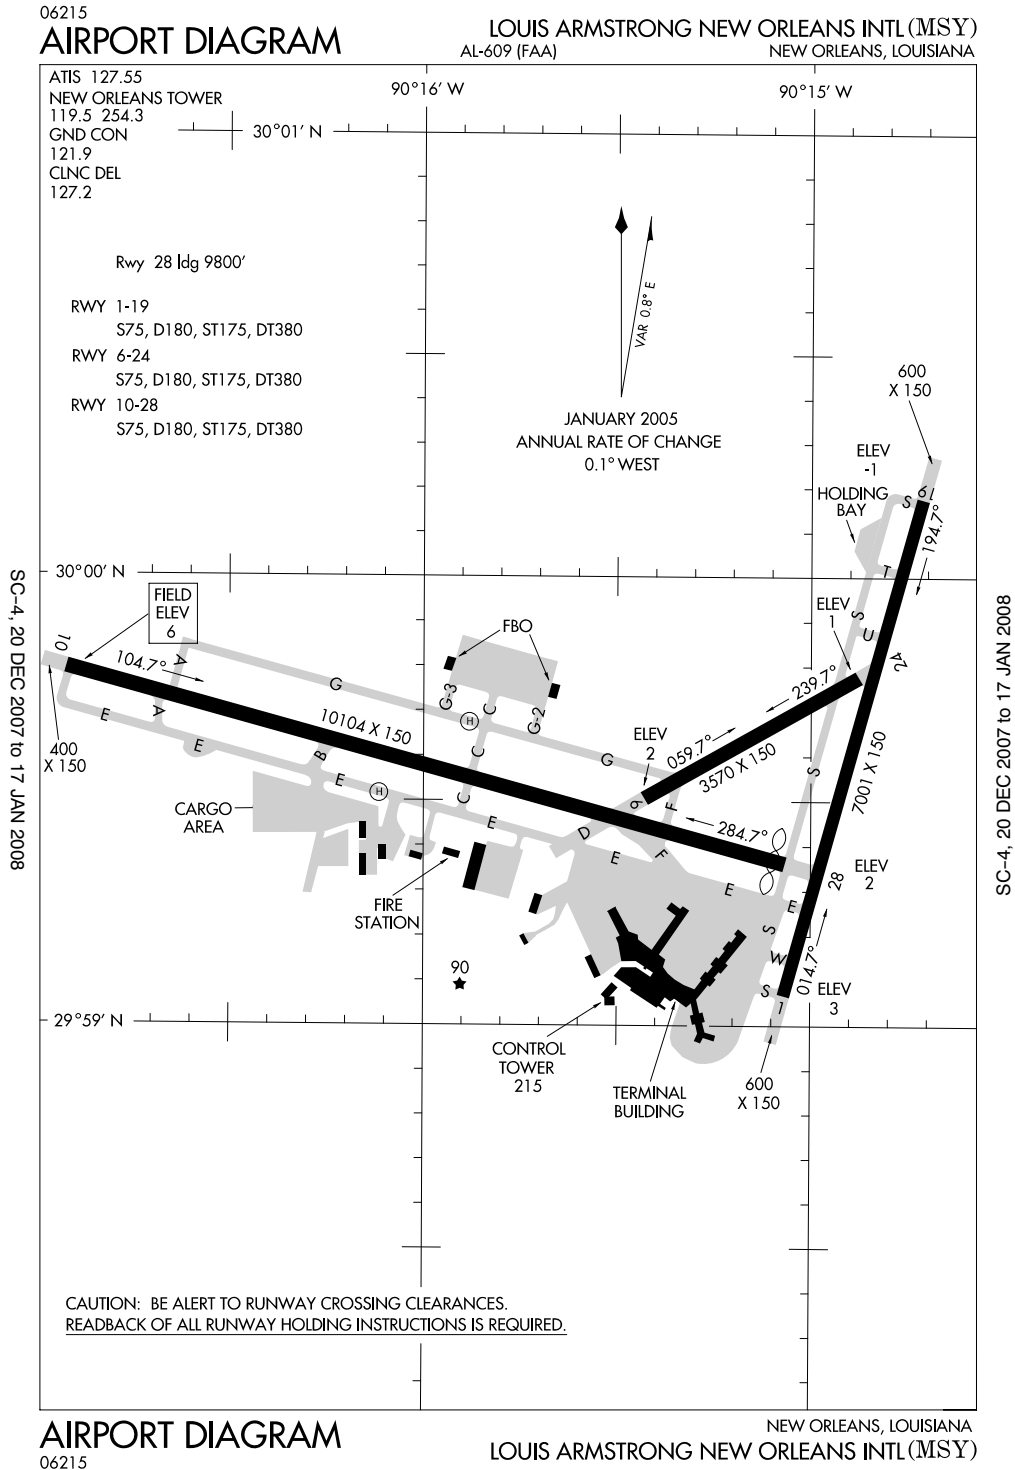 06215
AIRPORT DIAGRAM
LOUIS ARMSTRONG NEW ORLEANS INTL (MSY)
AL-609 (FAA)
NEW ORLEANS, LOUISIANA
ATIS 127.55
NEW ORLEANS TOWER
119.5 254.3
GND CON
121.9
CLNC DEL
127.2
90°16′ W
90°15′ W
30°01′ N
Rwy 28 ldg 9800′
RWY 1-19
S75, D180, ST175, DT380
RWY 6-24
S75, D180, ST175, DT380
RWY 10-28
S75, D180, ST175, DT380
VAR 0.8° E
JANUARY 2005
ANNUAL RATE OF CHANGE
0.1° WEST
600
X 150
ELEV
-1
HOLDING
BAY
S
19
194.7°
T
30°00′ N
FIELD
ELEV
6
10
104.7°
A
A
G
FBO
G-3
C
G-2
H
G
ELEV
1
S
U
24
239.7°
059.7°
3570 X 150
ELEV
2
6
F
10104 X 150
E
E
B
E
H
C
C
E
D
E
F
284.7°
S
7001 X 150
400
X 150
CARGO
AREA
FIRE
STATION
28
ELEV
2
E
E
S
W
S
1
014.7°
ELEV
3
90
29°59′ N
CONTROL
TOWER
215
TERMINAL
BUILDING
600
X 150
SC-4, 20 DEC 2007 to 17 JAN 2008
SC-4, 20 DEC 2007 to 17 JAN 2008
CAUTION: BE ALERT TO RUNWAY CROSSING CLEARANCES.
READBACK OF ALL RUNWAY HOLDING INSTRUCTIONS IS REQUIRED.
AIRPORT DIAGRAM
06215
NEW ORLEANS, LOUISIANA
LOUIS ARMSTRONG NEW ORLEANS INTL (MSY)